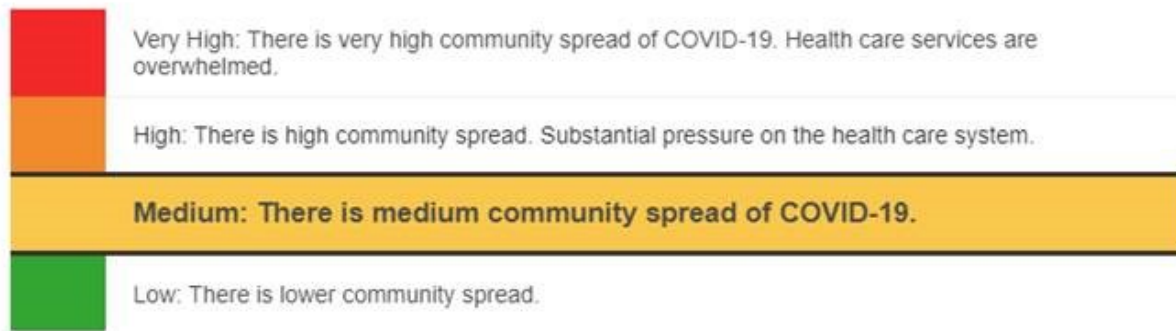 Very High: There is very high community spread of COVID-19. Health care services are
overwhelmed.
High: There is high community spread. Substantial pressure on the health care system.
Medium: There is medium community spread of COVID-19.
Low: There is lower community spread.